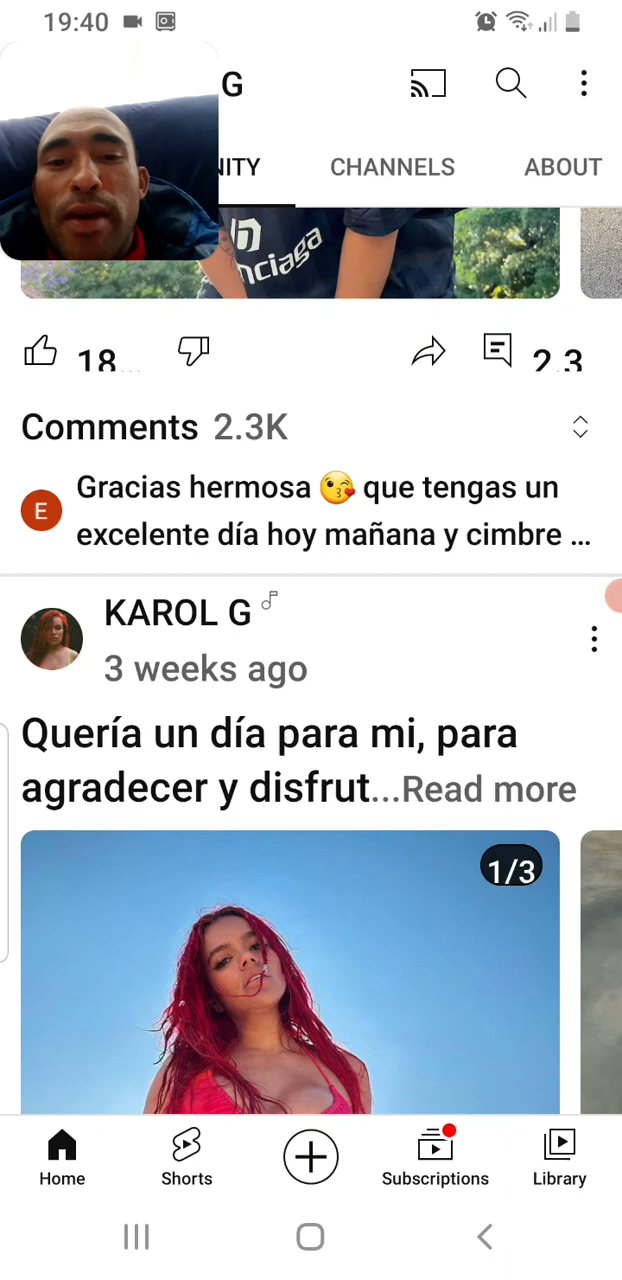 19:40
G
NITY
CHANNELS
ABOUT
nciaga
18...
2.3
Comments 2.3K
E
Gracias hermosa 😘 que tengas un
excelente día hoy mañana y cimbre ...
KAROL G
3 weeks ago
Quería un día para mi, para
agradecer y disfrut...Read more
1/3
Home
Shorts
Subscriptions
Library